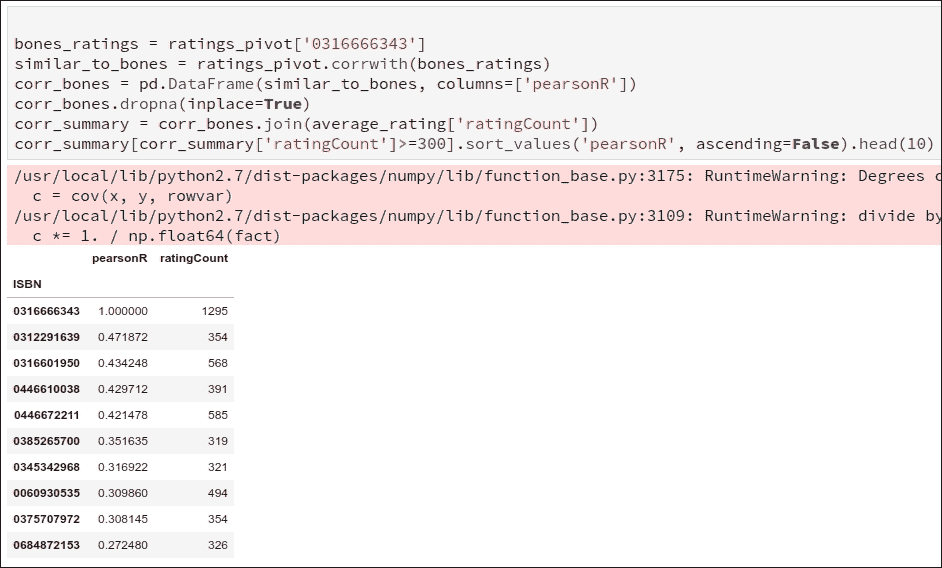 bones_ratings = ratings_pivot['0316666343']
similar_to_bones = ratings_pivot.corrwith(bones_ratings)
corr_bones = pd.DataFrame(similar_to_bones, columns=['pearsonR'])
corr_bones.dropna(inplace=True)
corr_summary = corr_bones.join(average_rating['ratingCount'])
corr_summary[corr_summary['ratingCount']>=300].sort_values('pearsonR', ascending=False).head(10)
/usr/local/lib/python2.7/dist-packages/numpy/lib/function_base.py:3175: RuntimeWarning: Degrees
c = cov(x, y, rowvar)
/usr/local/lib/python2.7/dist-packages/numpy/lib/function_base.py:3109: RuntimeWarning: divide by
c *= 1. / np.float64(fact)
pearsonR ratingCount
ISBN
0316666343 1.000000 1295
0312291639 0.471872 354
0316601950 0.434248 568
0446610038 0.429712 391
0446672211 0.421478 585
0385265700 0.351635 319
0345342968 0.316922 321
0060930535 0.309860 494
0375707972 0.308145 354
0684872153 0.272480 326